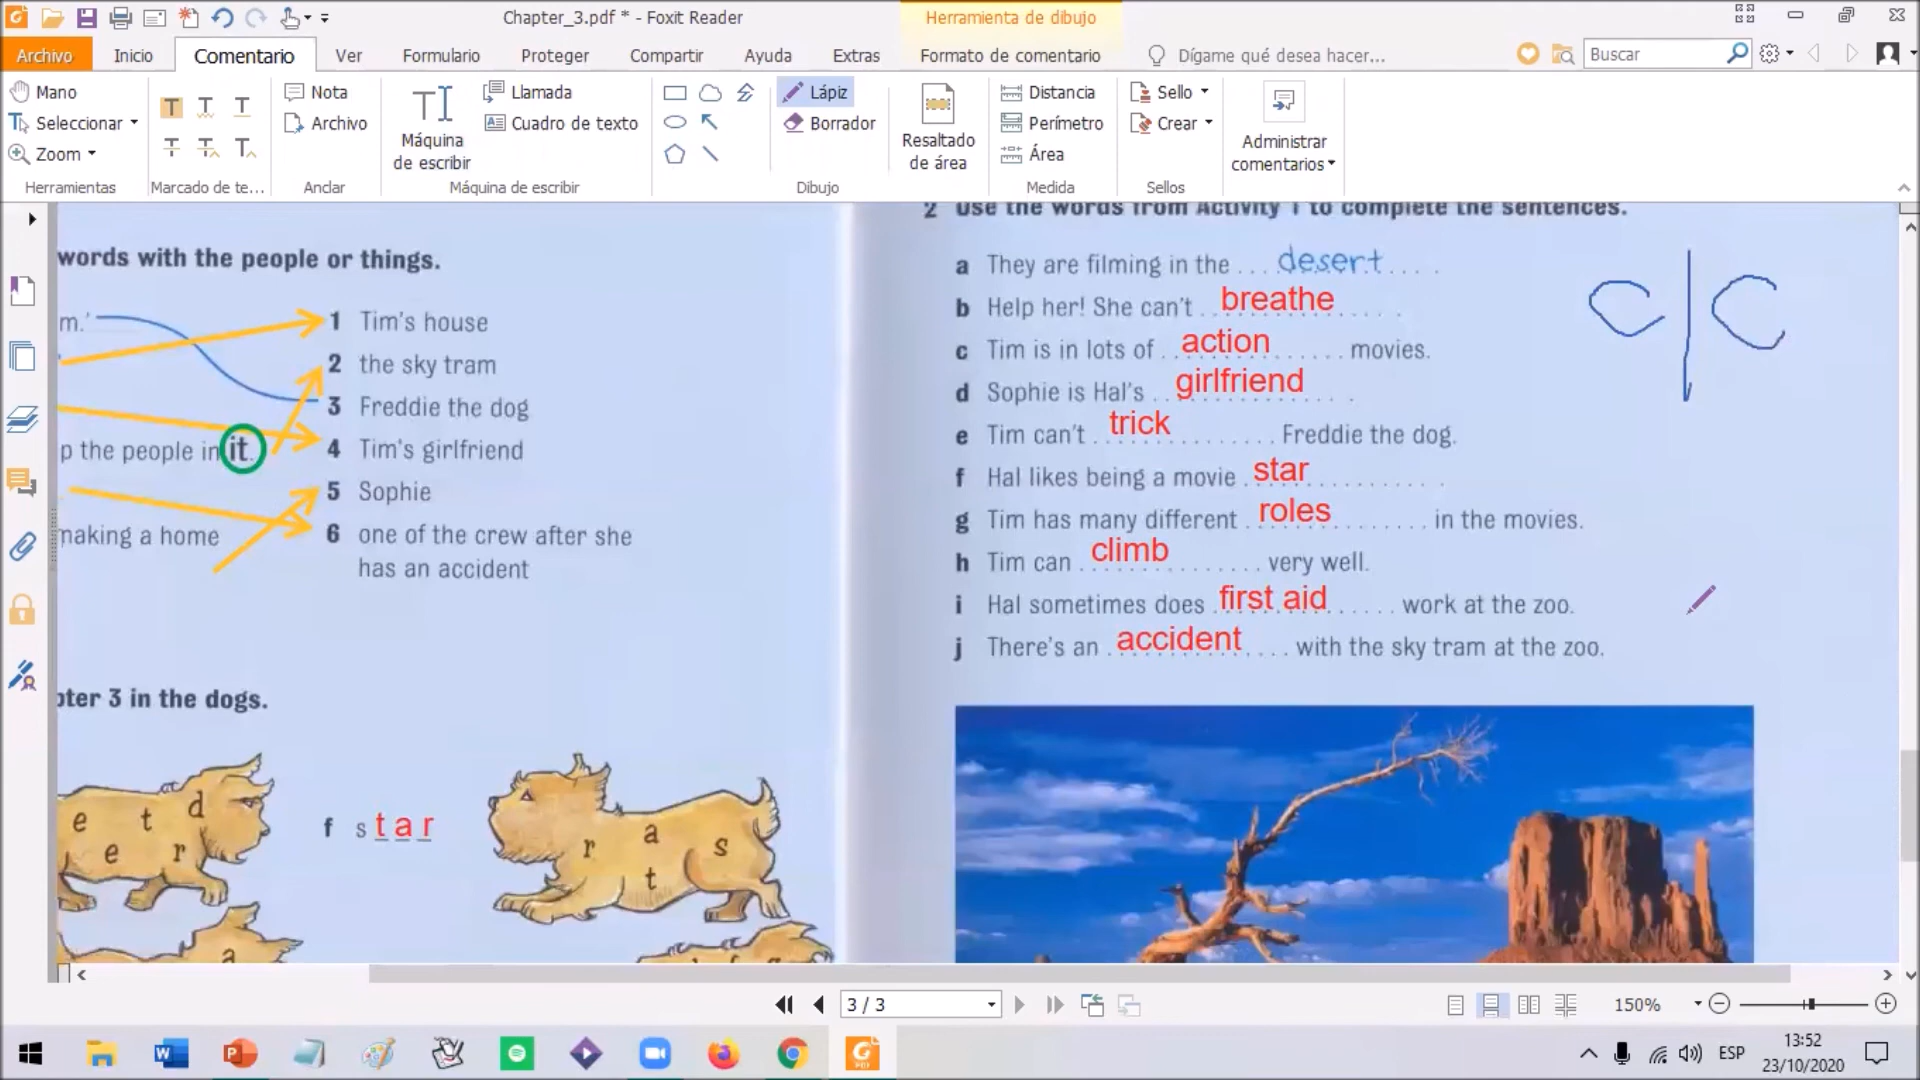 Chapter_3.pdf * - Foxit Reader
Herramienta de dibujo
Archivo Inicio Comentario Ver Formulario Proteger Compartir Ayuda Extras Formato de comentario Dígame qué desea hacer... Buscar
Mano
Seleccionar
Zoom
Herramientas
Marcado de te...
Nota
Archivo
Anclar
Máquina de escribir
Llamada
Cuadro de texto
Máquina de escribir
Lápiz
Borrador
Dibujo
Resaltado de área
Distancia
Perímetro
Área
Medida
Sello
Crear
Sellos
Administrar comentarios
words with the people or things.
m.'
p the people in it.
making a home
1 Tim's house
2 the sky tram
3 Freddie the dog
4 Tim's girlfriend
5 Sophie
6 one of the crew after she
has an accident
pter 3 in the dogs.
e t d
e r
f s t a r
r a s
t
a
2 Use the words from Activity 1 to complete the sentences.
a They are filming in the ... desert ....
b Help her! She can't breathe
c Tim is in lots of action movies.
d Sophie is Hal's girlfriend
e Tim can't trick Freddie the dog.
f Hal likes being a movie star
g Tim has many different roles in the movies.
h Tim can climb very well.
i Hal sometimes does first aid work at the zoo.
j There's an accident with the sky tram at the zoo.
C | C
3 / 3
150%
ESP
13:52
23/10/2020